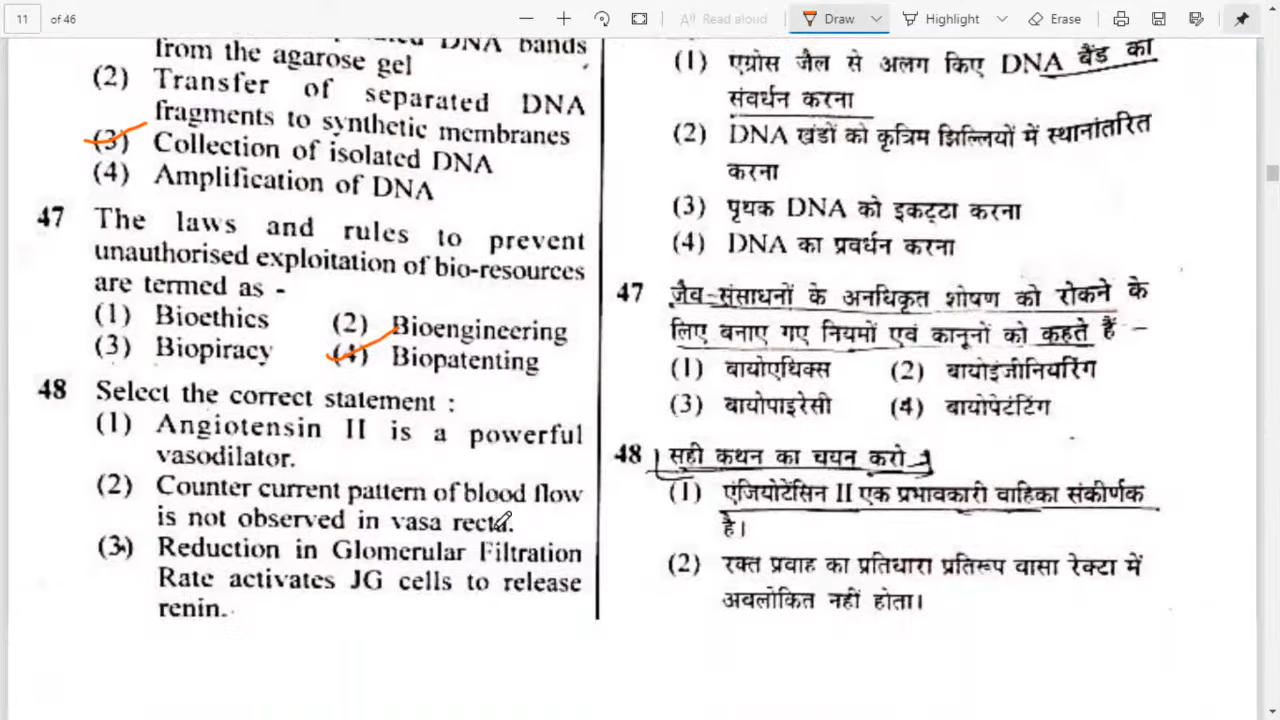 11 of 46
Read aloud
Draw
Highlight
Erase
DNA bands
from the agarose gel
(2) Transfer of separated DNA
fragments to synthetic membranes
(3) Collection of isolated DNA
(4) Amplification of DNA
47 The laws and rules to prevent
unauthorised exploitation of bio-resources
are termed as -
(1) Bioethics (2) Bioengineering
(3) Biopiracy (4) Biopatenting
48 Select the correct statement :
(1) Angiotensin II is a powerful
vasodilator.
(2) Counter current pattern of blood flow
is not observed in vasa recta.
(3) Reduction in Glomerular Filtration
Rate activates JG cells to release
renin.
(1) एग्रोस जैल से अलग किए DNA बैंड का
संवर्धन करना
(2) DNA खंडों को कृत्रिम झिल्लियों में स्थानांतरित
करना
(3) पृथक DNA को इकट्टा करना
(4) DNA का प्रवर्धन करना
47 जैव-संसाधनों के अनधिकृत शोषण को रोकने के
लिए बनाए गए नियमों एवं कानूनों को कहते हैं –
(1) बायोएथिक्स (2) बायोइंजीनियरिंग
(3) बायोपाइरेसी (4) बायोपेटंटिंग
48 सही कथन का चयन करो -
(1) एंजियोटेंसिन II एक प्रभावकारी वाहिका संकीर्णक
है।
(2) रक्त प्रवाह का प्रतिधारा प्रतिरूप वासा रेक्टा में
अवलोकित नहीं होता।